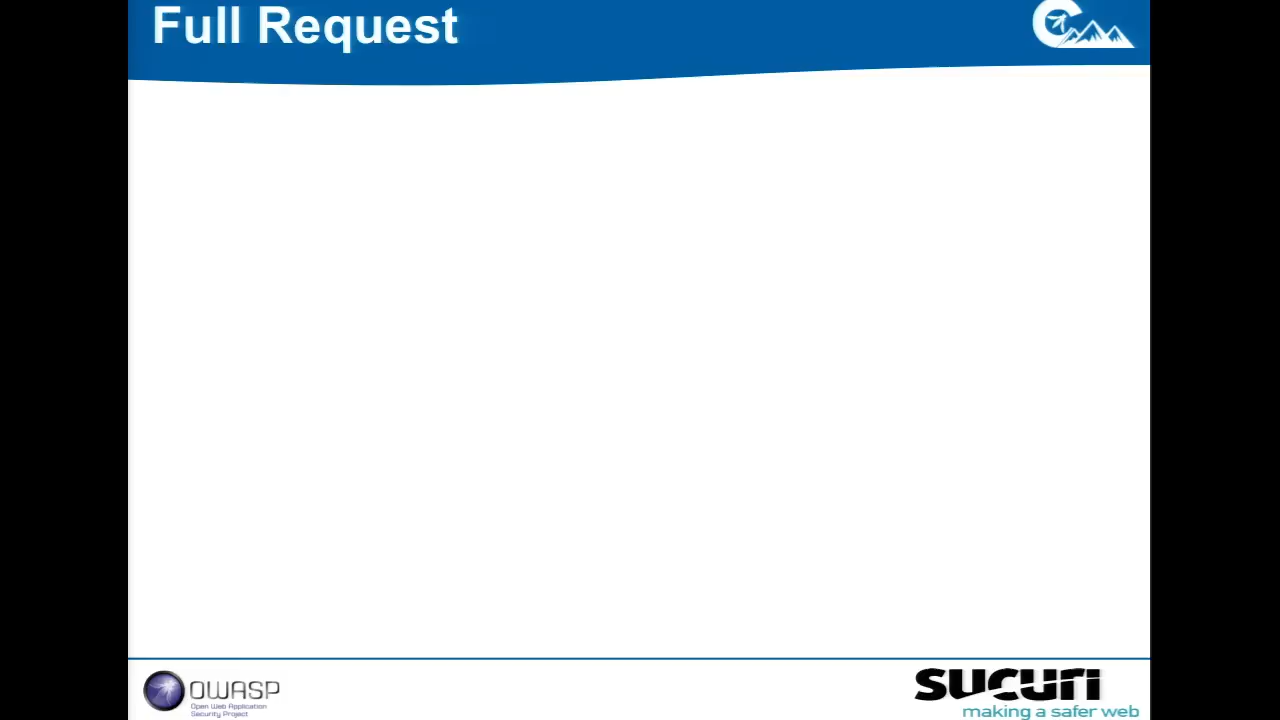 Full Request
OWASP
Open Web Application
Security Project
sucuri
making a safer web